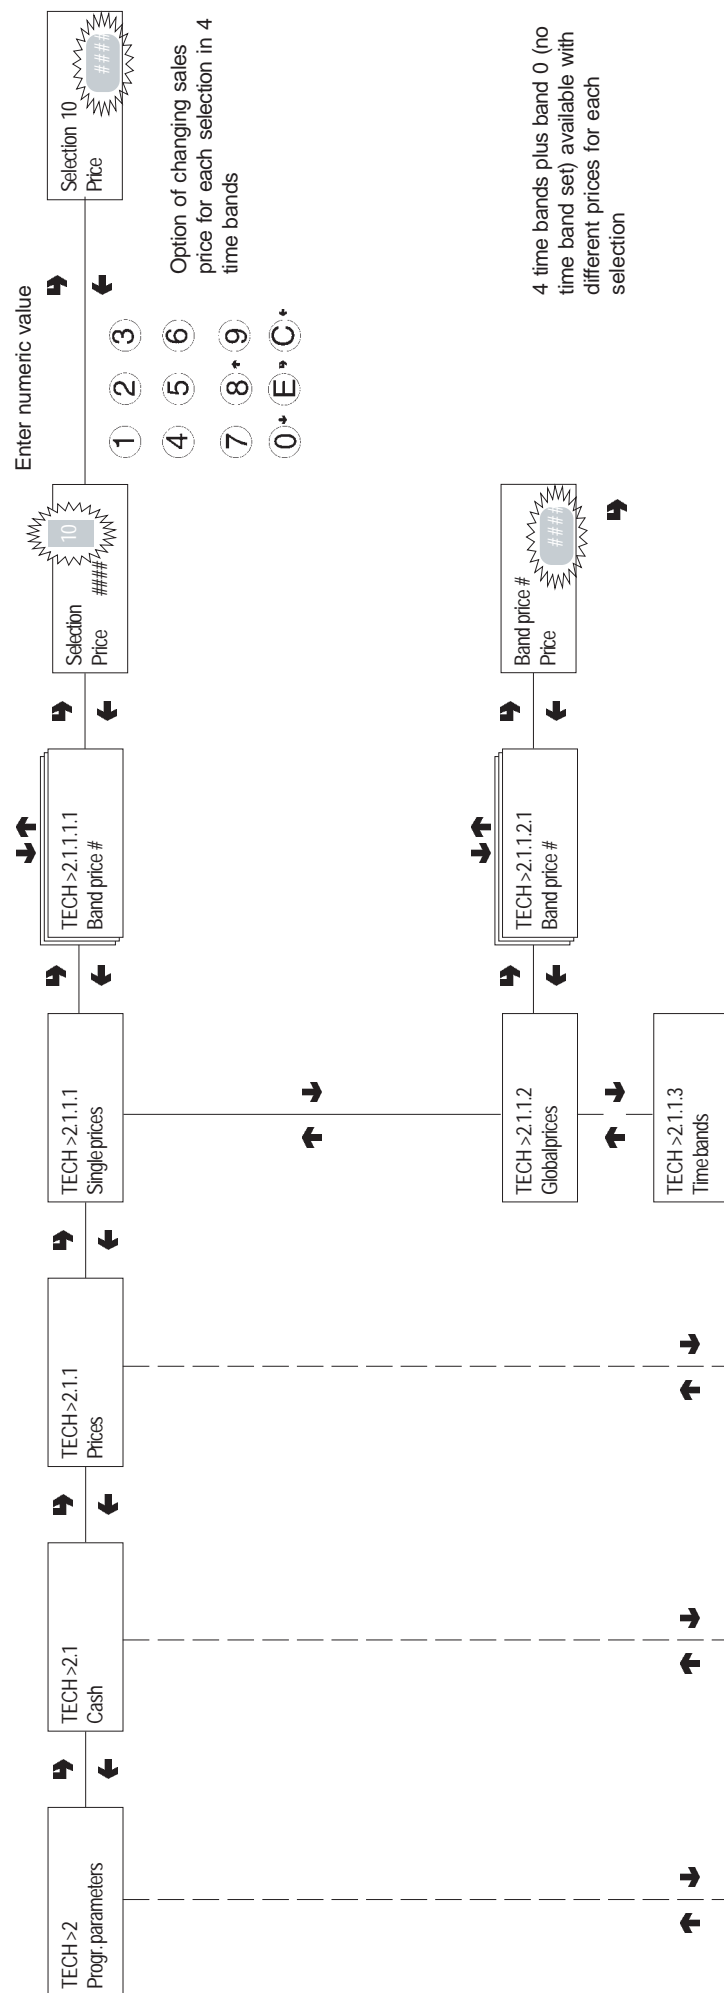 TECH >2
Progr. parameters
TECH >2.1
Cash
TECH >2.1.1
Prices
TECH >2.1.1.1
Single prices
TECH >2.1.1.1.1
Band price #
Selection 10
Price ####
Enter numeric value
1 2 3
4 5 6
7 8 9
0 E C
Selection 10
Price ####
Option of changing sales
price for each selection in 4
time bands
TECH >2.1.1.2
Global prices
TECH >2.1.1.2.1
Band price #
Band price #
Price ####
4 time bands plus band 0 (no
time band set) available with
different prices for each
selection
TECH >2.1.1.3
Time bands